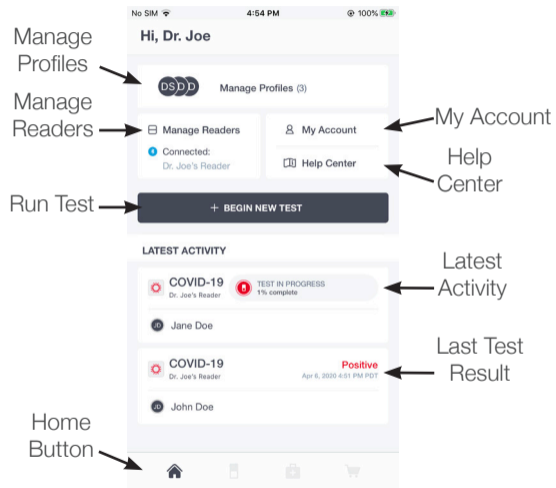 No SIM 4:54 PM 100%
Hi, Dr. Joe
Manage
Profiles
DS D D
Manage Profiles (3)
Manage
Readers
Manage Readers
Connected:
Dr. Joe's Reader
My Account
My Account
Help Center
Help
Center
Run Test
+ BEGIN NEW TEST
LATEST ACTIVITY
COVID-19
Dr. Joe's Reader
TEST IN PROGRESS
1% complete
Latest
Activity
JD Jane Doe
COVID-19
Dr. Joe's Reader
Positive
Apr 6, 2020 4:51 PM PDT
Last Test
Result
JD John Doe
Home
Button